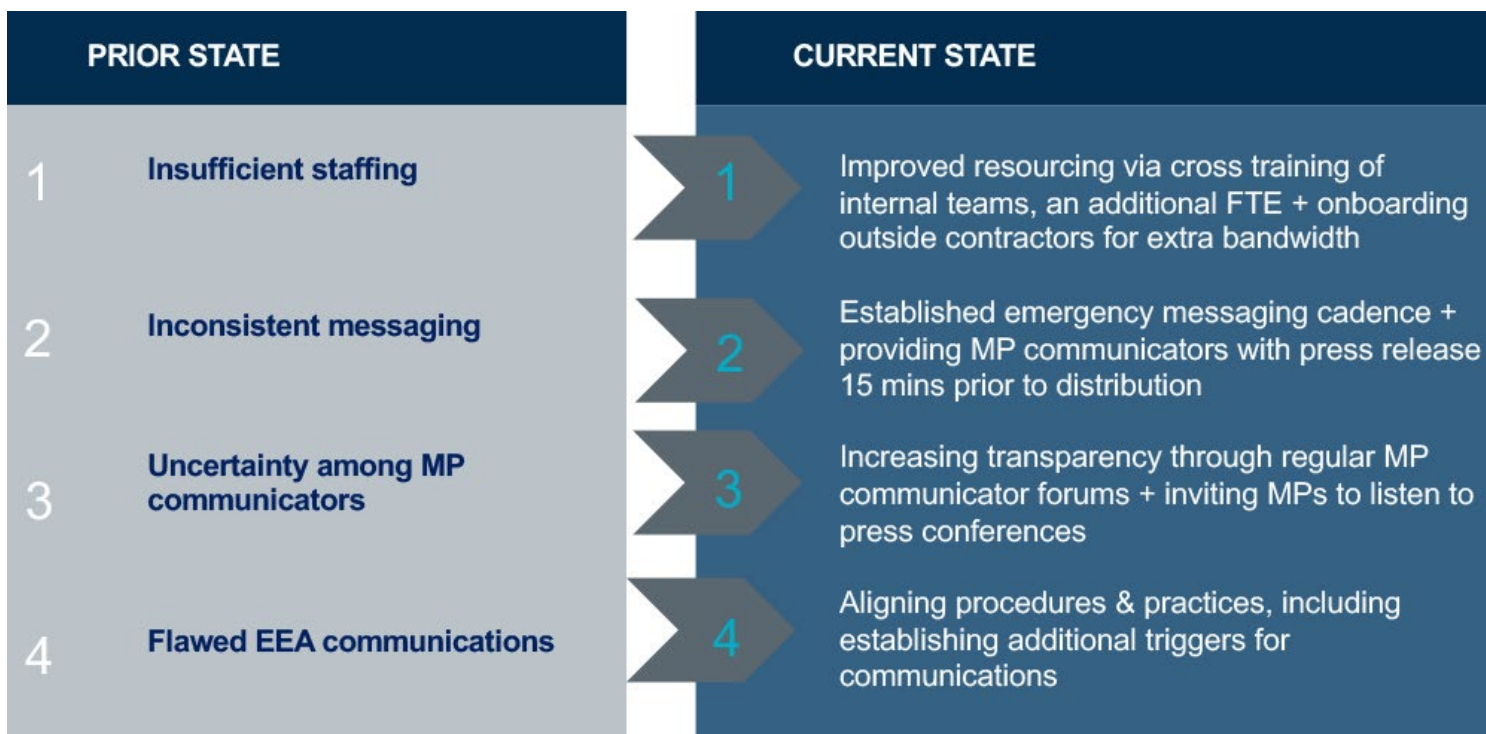 PRIOR STATE
CURRENT STATE
1
Insufficient staffing
1
Improved resourcing via cross training of
internal teams, an additional FTE + onboarding
outside contractors for extra bandwidth
2
Inconsistent messaging
2
Established emergency messaging cadence +
providing MP communicators with press release
15 mins prior to distribution
3
Uncertainty among MP
communicators
3
Increasing transparency through regular MP
communicator forums + inviting MPs to listen to
press conferences
4
Flawed EEA communications
4
Aligning procedures & practices, including
establishing additional triggers for
communications